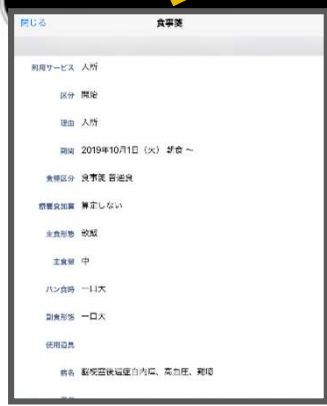 閉じる 食事箋
利用サービス 入所
区分 開始
理由 入所
期間 2019年10月1日（火） 朝食 ～
食種区分 食事箋 普通食
療養食加算 算定しない
主食形態 軟飯
主食量 中
パン食時 一口大
副食形態 一口大
使用道具
病名 脳梗塞後遺症白内障、高血圧、難聴